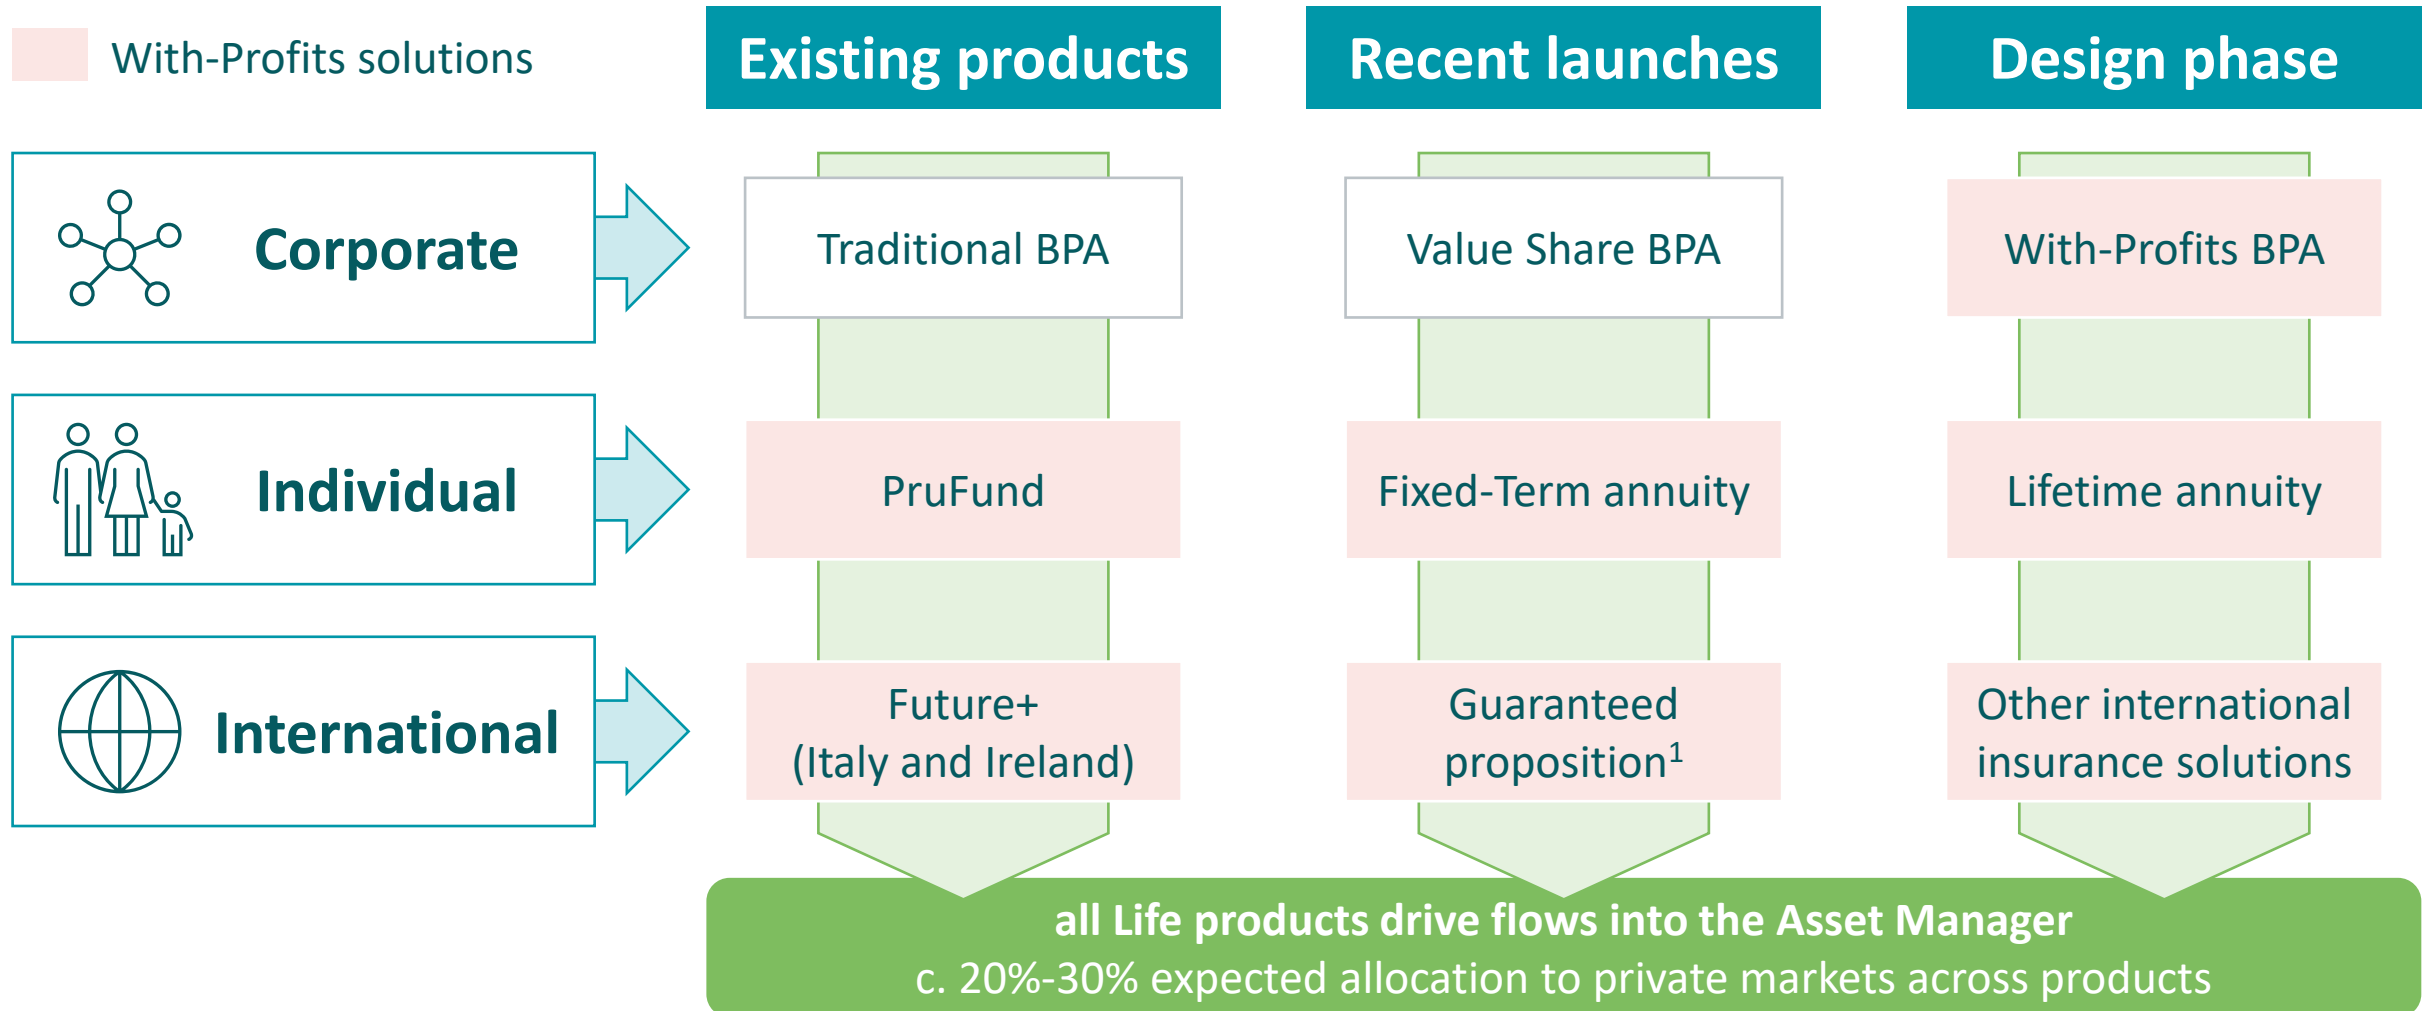 With-Profits solutions
Existing products
Recent launches
Design phase
Corporate
Traditional BPA
Value Share BPA
With-Profits BPA
Individual
PruFund
Fixed-Term annuity
Lifetime annuity
International
Future+
(Italy and Ireland)
Guaranteed
proposition¹
Other international
insurance solutions
all Life products drive flows into the Asset Manager
c. 20%-30% expected allocation to private markets across products